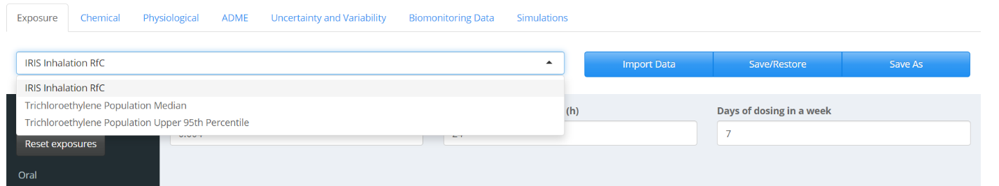 Exposure Chemical Physiological ADME Uncertainty and Variability Biomonitoring Data Simulations
IRIS Inhalation RfC
Import Data Save/Restore Save As
IRIS Inhalation RfC
Trichloroethylene Population Median
Trichloroethylene Population Upper 95th Percentile
(h) Days of dosing in a week
7
Reset exposures
Oral